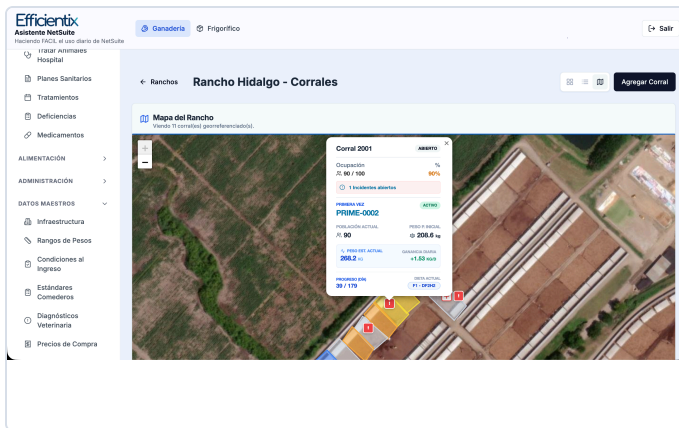 Efficientix
Asistente NetSuite
Haciendo FACIL el uso diario de NetSuite
Ganadería
Frigorífico
Salir
Tratar Animales
Hospital
Planes Sanitarios
Tratamientos
Deficiencias
Medicamentos
ALIMENTACIÓN
ADMINISTRACIÓN
DATOS MAESTROS
Infraestructura
Rangos de Pesos
Condiciones al
Ingreso
Estándares
Comederos
Diagnósticos
Veterinaria
Precios de Compra
← Ranchos
Rancho Hidalgo - Corrales
Agregar Corral
Mapa del Rancho
Viendo 11 corral(es) georreferenciado(s).
+
−
Corral 2001
ABIERTO
×
Ocupación
%
90 / 100
90%
1 incidentes abiertos
PRIMERA VEZ
ACTIVO
PRIME-0002
POBLACIÓN ACTUAL
PESO P. INICIAL
90
208.6 kg
PESO EST. ACTUAL
GANANCIA DIARIA
268.2 KG
+1.53 KG/D
PROGRESO (DÍA)
DIETA ACTUAL
39 / 179
F1 - DP2H2